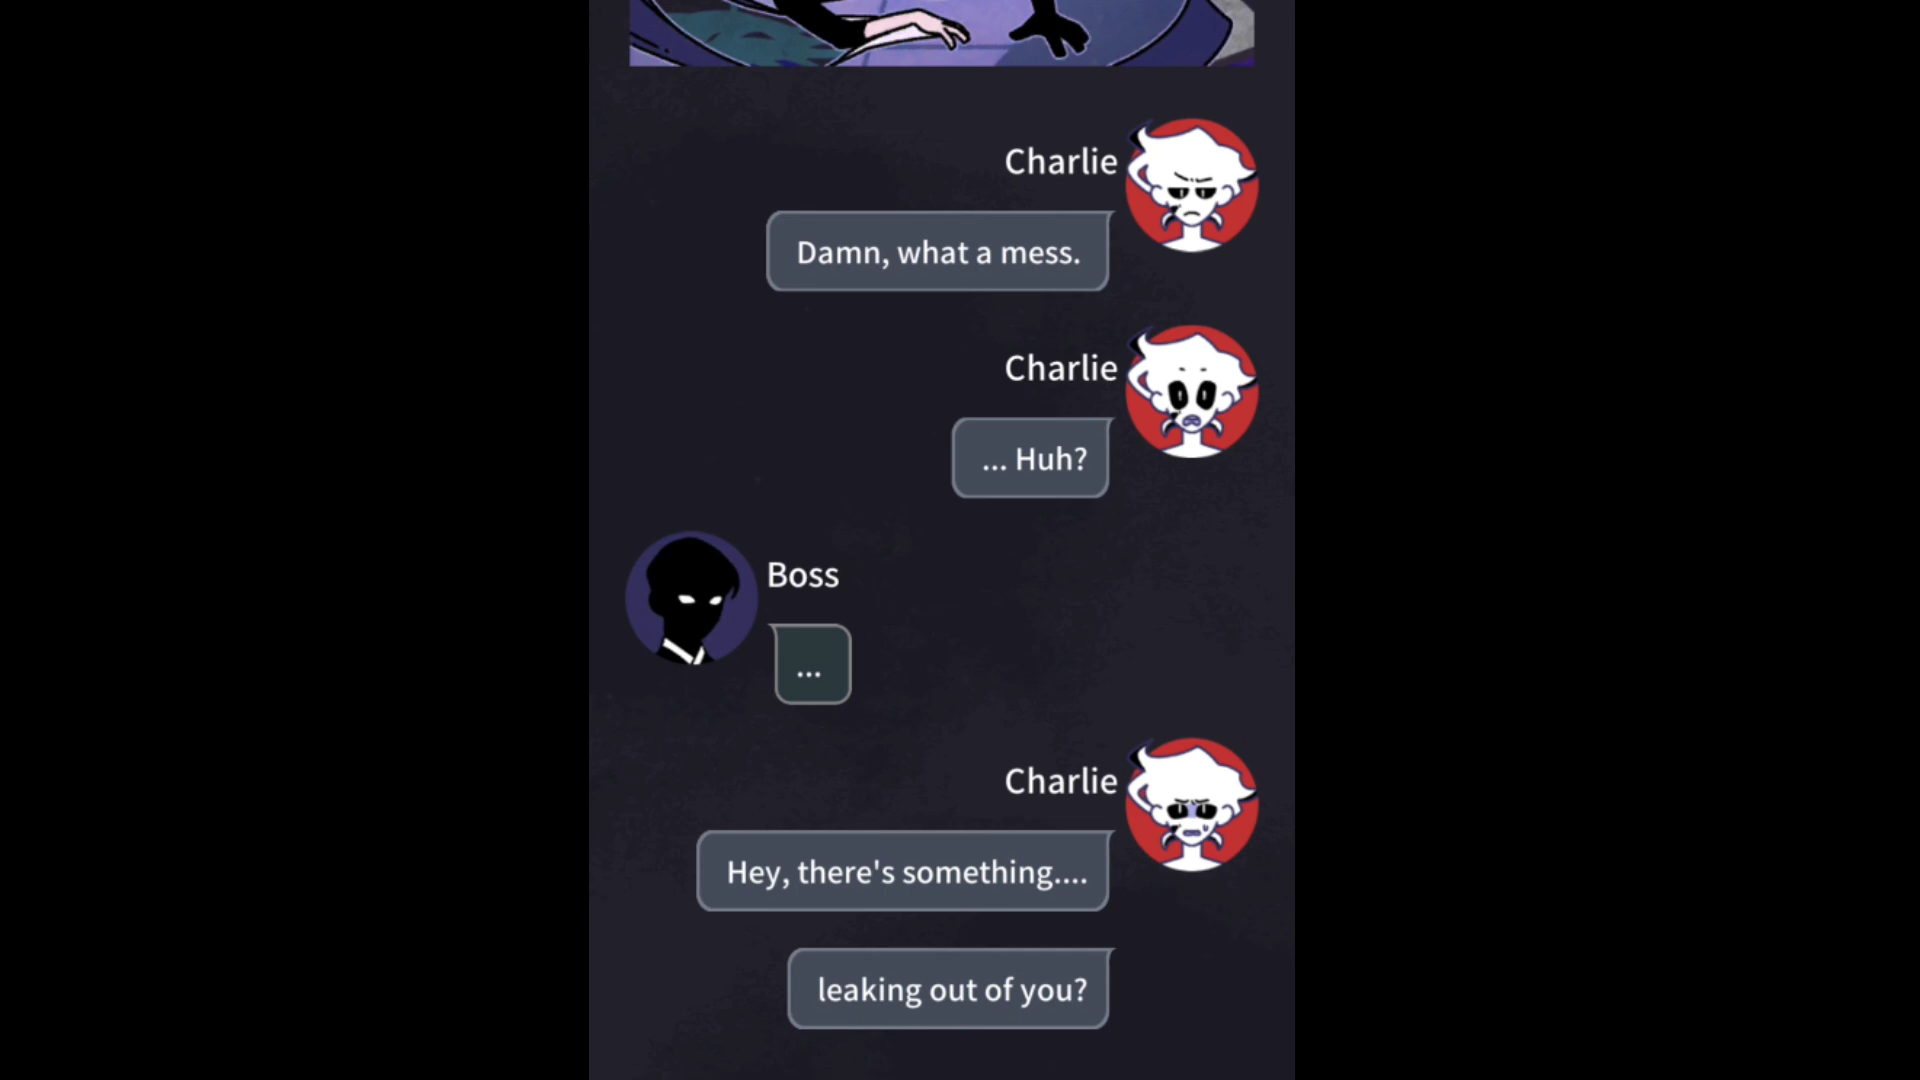 Charlie
Damn, what a mess.
Charlie
... Huh?
Boss
...
Charlie
Hey, there's something....
leaking out of you?